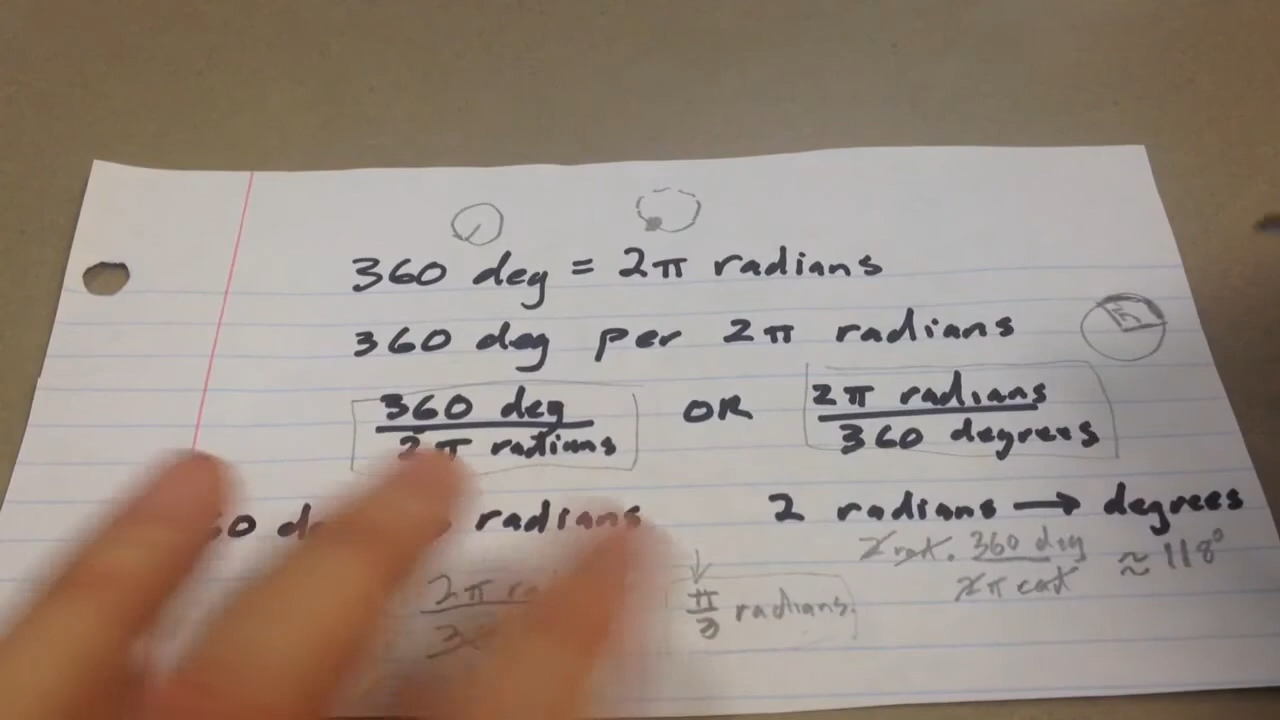 360 deg = 2π radians
360 deg per 2π radians
360 deg
2π radians
OR
2π radians
360 degrees
radians
2 radians → degrees
2 rad · 360 deg
2π rad
≈ 118°
2π
π
3
radians